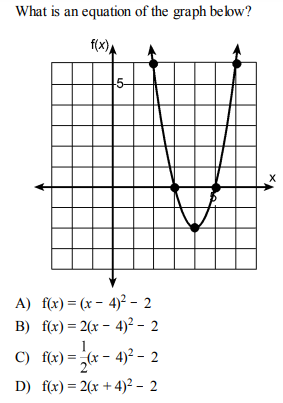 What is an equation of the graph below?
f(x)
5
x
5
A) f(x) = (x − 4)² − 2
B) f(x) = 2(x − 4)² − 2
C) f(x) = 1/2(x − 4)² − 2
D) f(x) = 2(x + 4)² − 2